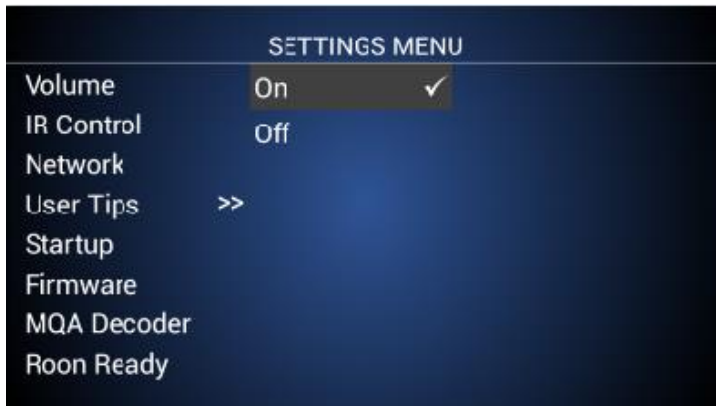 SETTINGS MENU
Volume
On ✓
IR Control
Off
Network
User Tips >>
Startup
Firmware
MQA Decoder
Roon Ready